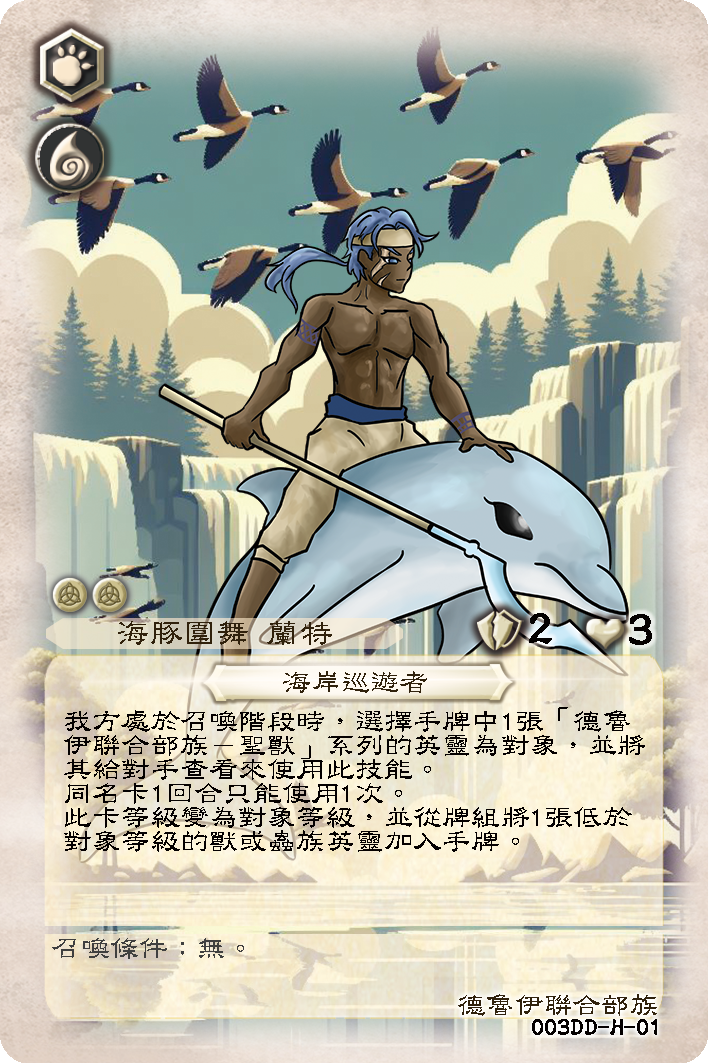 海豚圍舞 蘭特
2
3
海岸巡遊者
我方處於召喚階段時，選擇手牌中1張「德魯
伊聯合部族－聖獸」系列的英靈為對象，並將
其給對手查看來使用此技能。
同名卡1回合只能使用1次。
此卡等級變為對象等級，並從牌組將1張低於
對象等級的獸或蟲族英靈加入手牌。
召喚條件：無。
德魯伊聯合部族
003DD-H-01